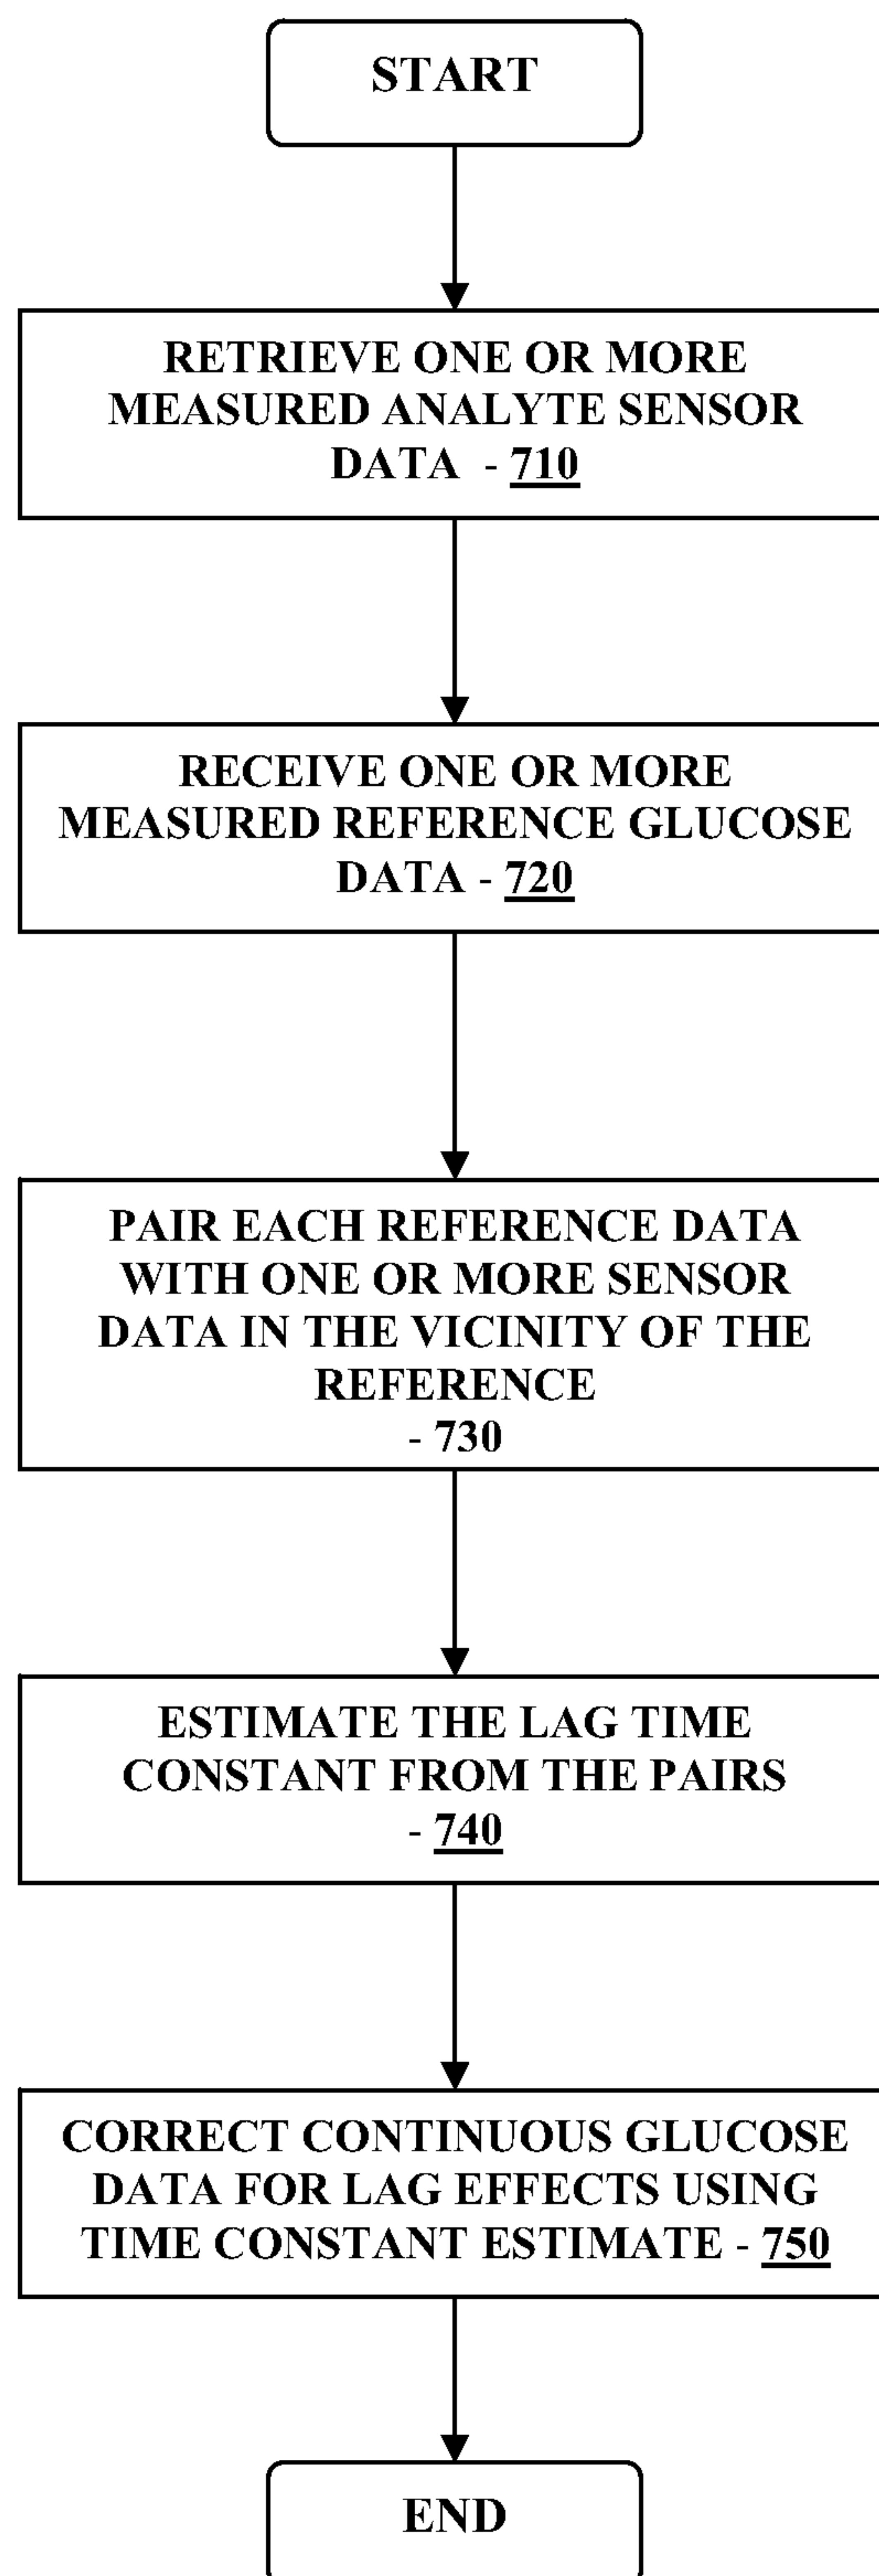 START
RETRIEVE ONE OR MORE
MEASURED ANALYTE SENSOR
DATA - 710
RECEIVE ONE OR MORE
MEASURED REFERENCE GLUCOSE
DATA - 720
PAIR EACH REFERENCE DATA
WITH ONE OR MORE SENSOR
DATA IN THE VICINITY OF THE
REFERENCE
- 730
ESTIMATE THE LAG TIME
CONSTANT FROM THE PAIRS
- 740
CORRECT CONTINUOUS GLUCOSE
DATA FOR LAG EFFECTS USING
TIME CONSTANT ESTIMATE - 750
END